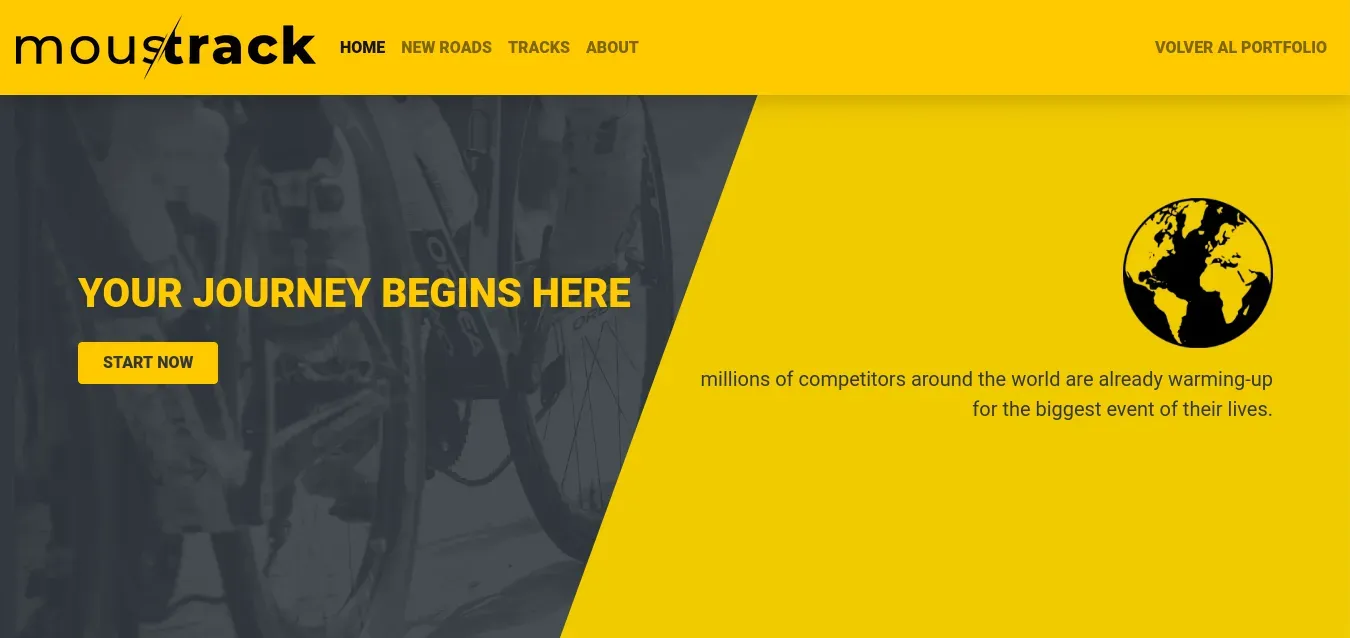 moustrack
HOME NEW ROADS TRACKS ABOUT VOLVER AL PORTFOLIO
YOUR JOURNEY BEGINS HERE
START NOW
millions of competitors around the world are already warming-up
for the biggest event of their lives.